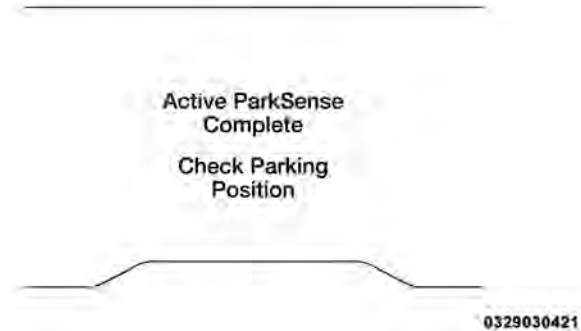 Active ParkSense
Complete
Check Parking
Position
0329030421